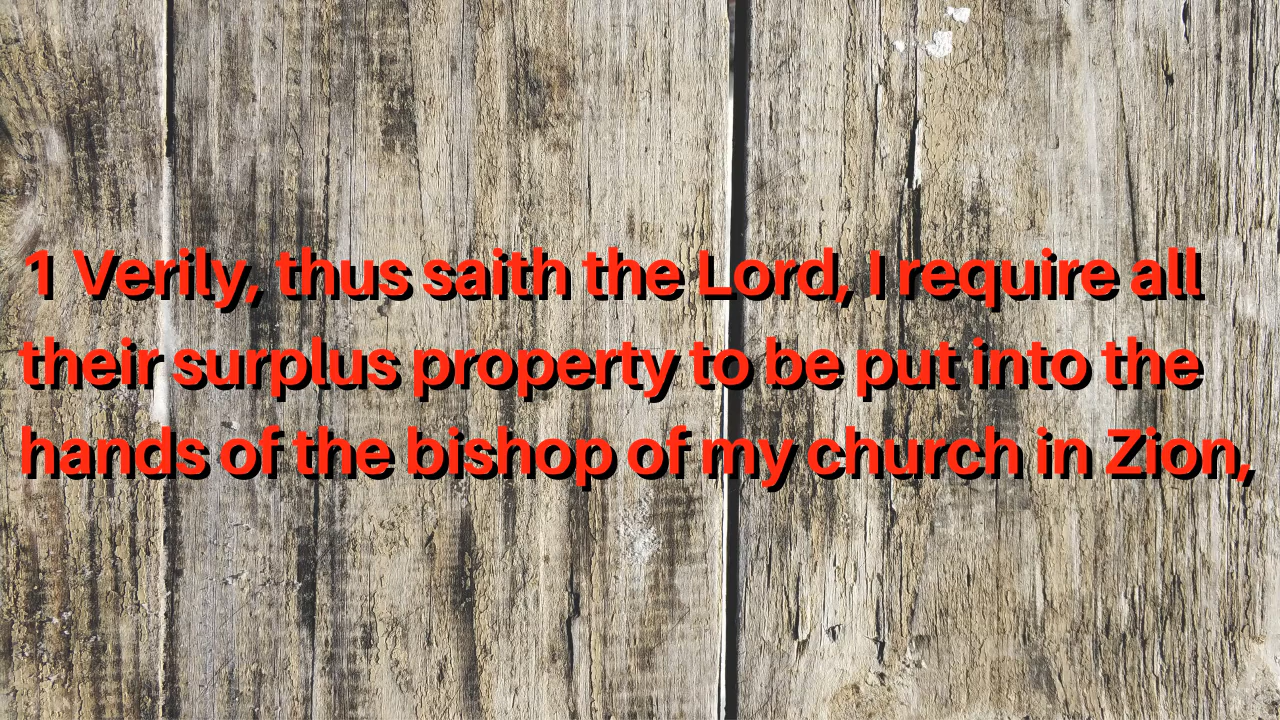 1 Verily, thus saith the Lord, I require all
their surplus property to be put into the
hands of the bishop of my church in Zion,